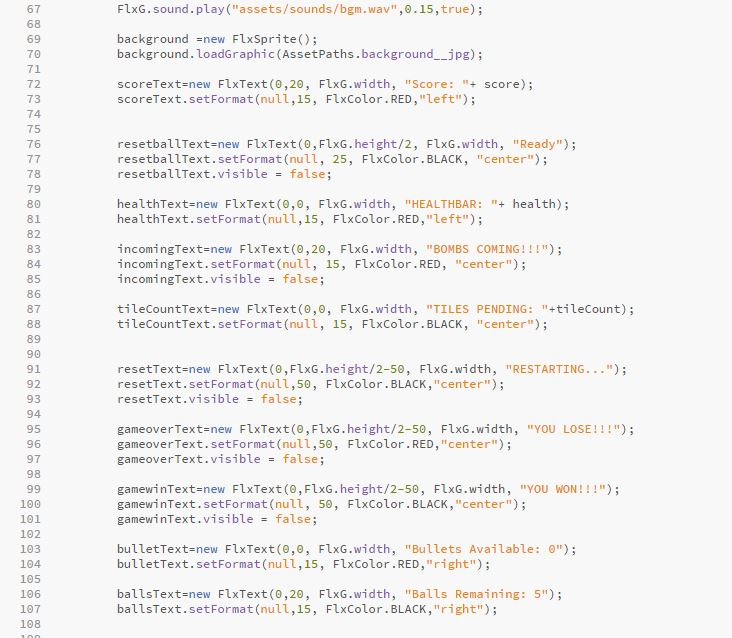 67 FlxG.sound.play("assets/sounds/bgm.wav",0.15,true);
68
69 background =new FlxSprite();
70 background.loadGraphic(AssetPaths.background__jpg);
71
72 scoreText=new FlxText(0,20, FlxG.width, "Score: "+ score);
73 scoreText.setFormat(null,15, FlxColor.RED,"left");
74
75
76 resetballText=new FlxText(0,FlxG.height/2, FlxG.width, "Ready");
77 resetballText.setFormat(null, 25, FlxColor.BLACK, "center");
78 resetballText.visible = false;
79
80 healthText=new FlxText(0,0, FlxG.width, "HEALTHBAR: "+ health);
81 healthText.setFormat(null,15, FlxColor.RED,"left");
82
83 incomingText=new FlxText(0,20, FlxG.width, "BOMBS COMING!!!");
84 incomingText.setFormat(null, 15, FlxColor.RED, "center");
85 incomingText.visible = false;
86
87 tileCountText=new FlxText(0,0, FlxG.width, "TILES PENDING: "+tileCount);
88 tileCountText.setFormat(null, 15, FlxColor.BLACK, "center");
89
90
91 resetText=new FlxText(0,FlxG.height/2-50, FlxG.width, "RESTARTING...");
92 resetText.setFormat(null,50, FlxColor.BLACK,"center");
93 resetText.visible = false;
94
95 gameoverText=new FlxText(0,FlxG.height/2-50, FlxG.width, "YOU LOSE!!!");
96 gameoverText.setFormat(null,50, FlxColor.RED,"center");
97 gameoverText.visible = false;
98
99 gamewinText=new FlxText(0,FlxG.height/2-50, FlxG.width, "YOU WON!!!");
100 gamewinText.setFormat(null, 50, FlxColor.BLACK,"center");
101 gamewinText.visible = false;
102
103 bulletText=new FlxText(0,0, FlxG.width, "Bullets Available: 0");
104 bulletText.setFormat(null,15, FlxColor.RED,"right");
105
106 ballsText=new FlxText(0,20, FlxG.width, "Balls Remaining: 5");
107 ballsText.setFormat(null,15, FlxColor.BLACK,"right");
108